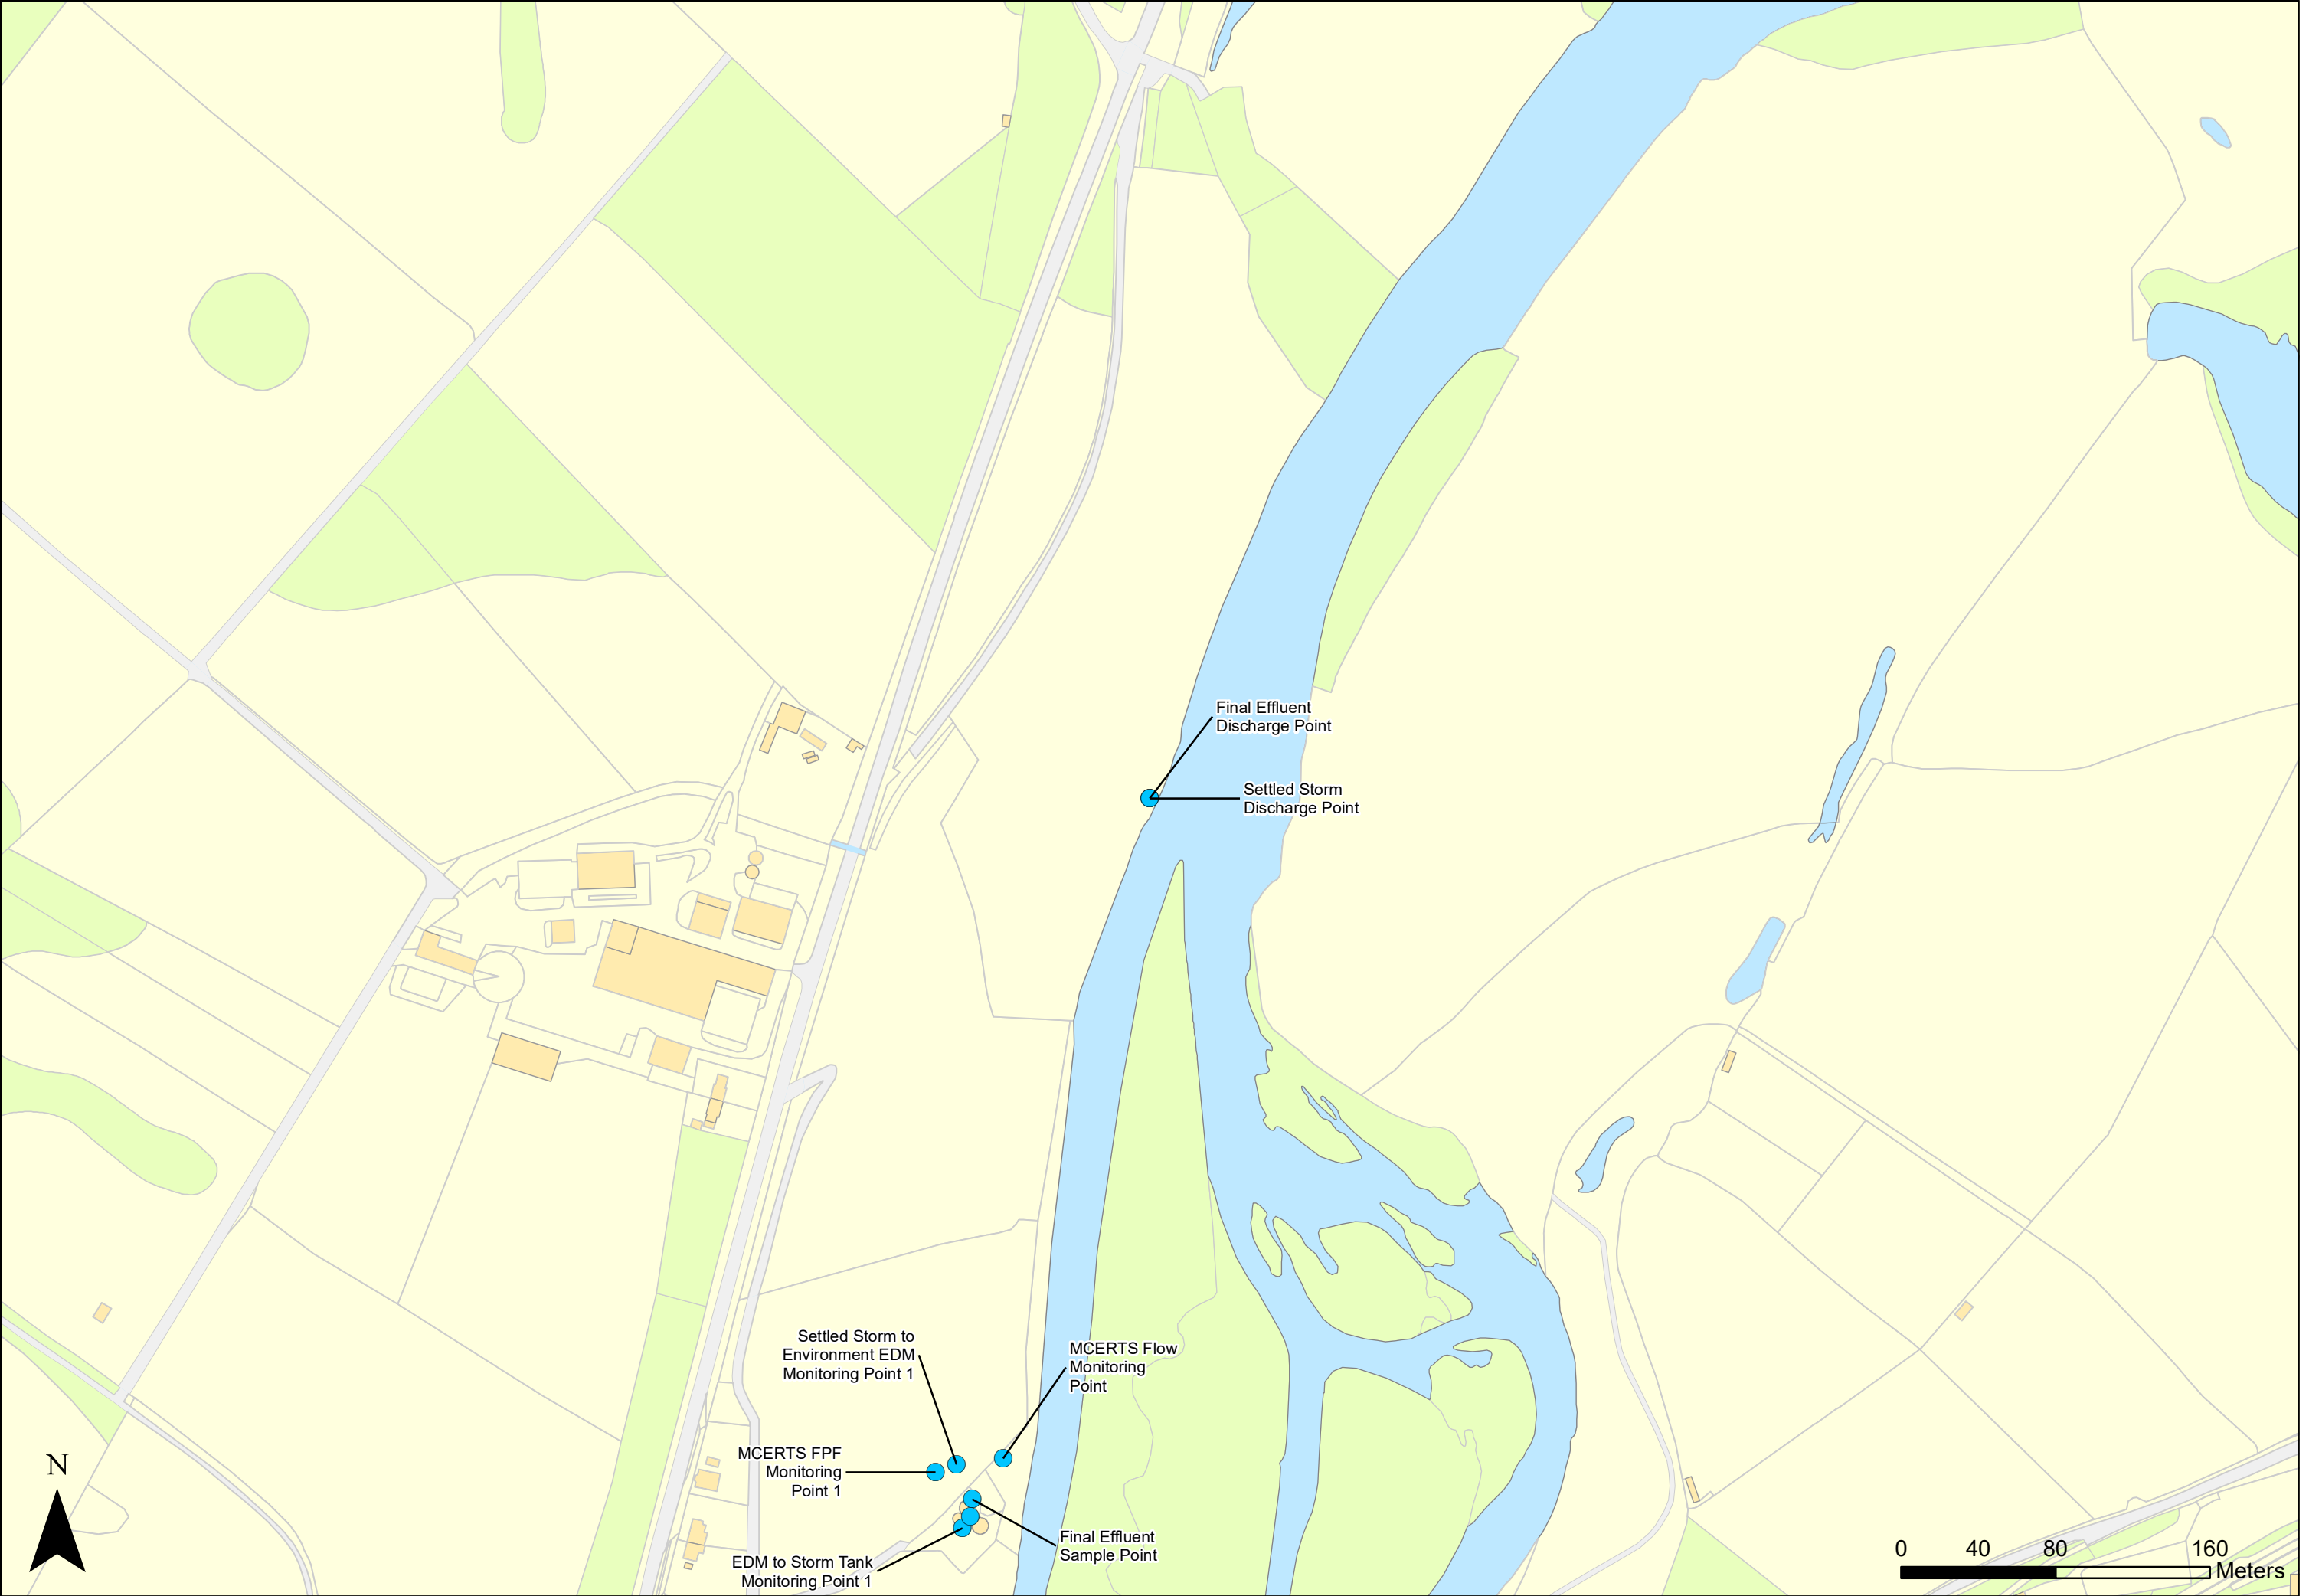 Final Effluent
Discharge Point
Settled Storm
Discharge Point
Settled Storm to
Environment EDM
Monitoring Point 1
MCERTS Flow
Monitoring
Point
MCERTS FPF
Monitoring
Point 1
Final Effluent
Sample Point
EDM to Storm Tank
Monitoring Point 1
N
0 40 80 160
Meters